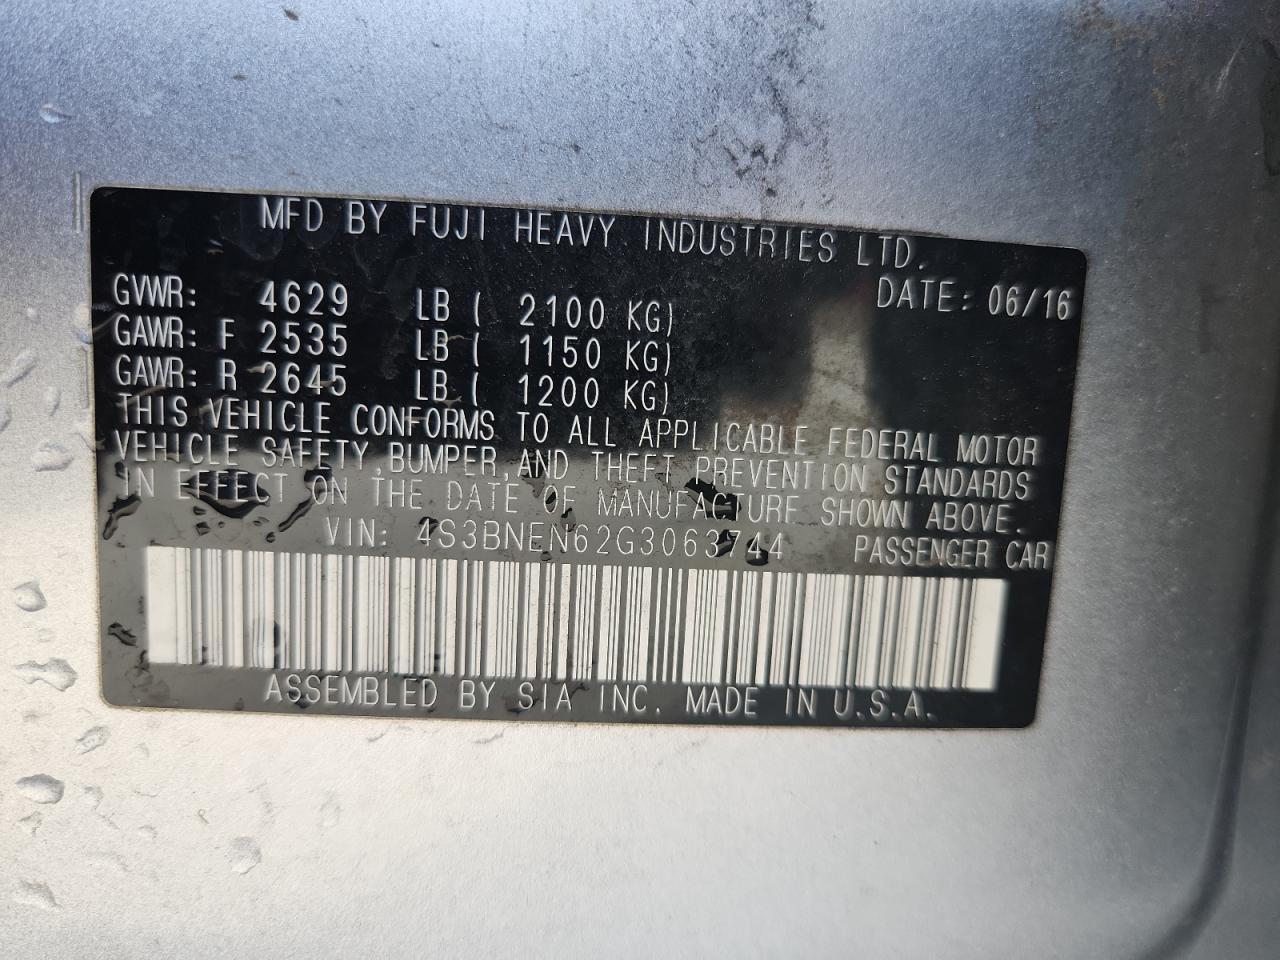 MFD BY FUJI HEAVY INDUSTRIES LTD.
DATE: 06/16
GVWR: 4629 LB ( 2100 KG)
GAWR: F 2535 LB ( 1150 KG)
GAWR: R 2645 LB ( 1200 KG)
THIS VEHICLE CONFORMS TO ALL APPLICABLE FEDERAL MOTOR
VEHICLE SAFETY, BUMPER, AND THEFT PREVENTION STANDARDS
IN EFFECT ON THE DATE OF MANUFACTURE SHOWN ABOVE.
VIN: 4S3BNEN62G3063744 PASSENGER CAR
ASSEMBLED BY SIA INC. MADE IN U.S.A.